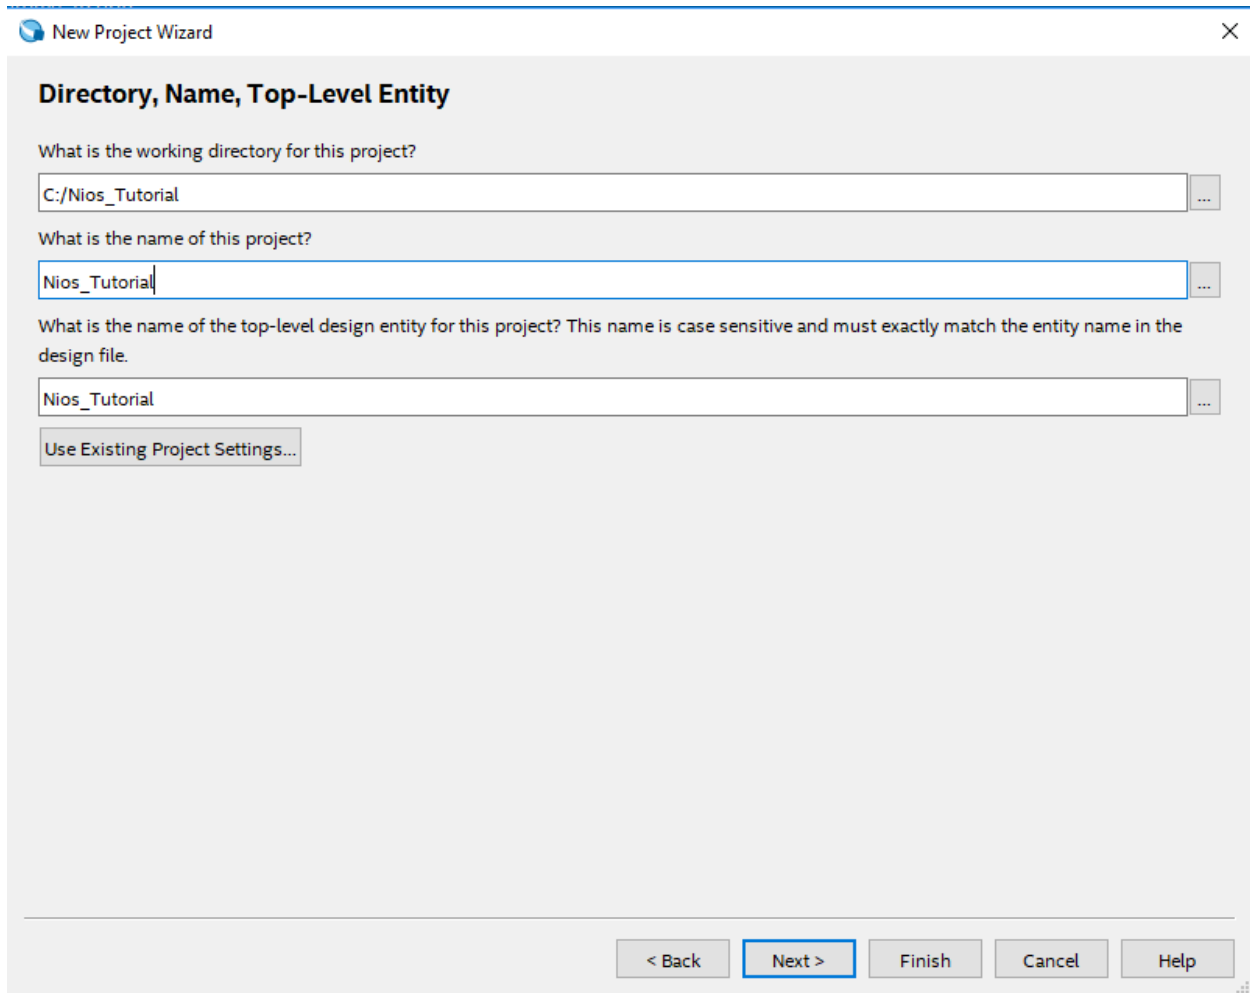 New Project Wizard
Directory, Name, Top-Level Entity
What is the working directory for this project?
C:/Nios_Tutorial
...
What is the name of this project?
Nios_Tutorial
...
What is the name of the top-level design entity for this project? This name is case sensitive and must exactly match the entity name in the
design file.
Nios_Tutorial
...
Use Existing Project Settings...
< Back
Next >
Finish
Cancel
Help